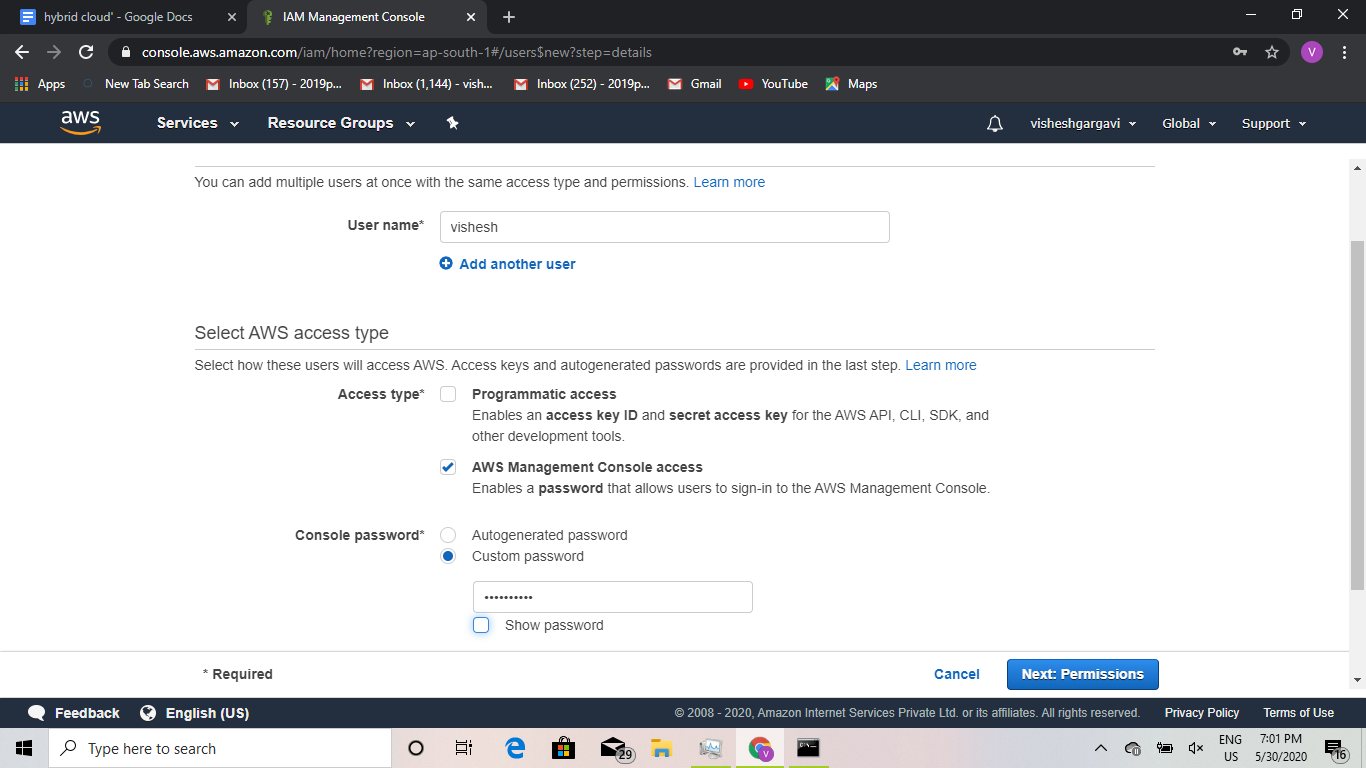 hybrid cloud' - Google Docs
IAM Management Console
console.aws.amazon.com/iam/home?region=ap-south-1#/users$new?step=details
V
Apps
New Tab Search
Inbox (157) - 2019p...
Inbox (1,144) - vish...
Inbox (252) - 2019p...
Gmail
YouTube
Maps
aws
Services
Resource Groups
visheshgargavi
Global
Support
You can add multiple users at once with the same access type and permissions. Learn more
User name*
vishesh
Add another user
Select AWS access type
Select how these users will access AWS. Access keys and autogenerated passwords are provided in the last step. Learn more
Access type*
Programmatic access
Enables an access key ID and secret access key for the AWS API, CLI, SDK, and
other development tools.
AWS Management Console access
Enables a password that allows users to sign-in to the AWS Management Console.
Console password*
Autogenerated password
Custom password
••••••••••
Show password
* Required
Cancel
Next: Permissions
Feedback
English (US)
© 2008 - 2020, Amazon Internet Services Private Ltd. or its affiliates. All rights reserved.
Privacy Policy
Terms of Use
Type here to search
29
V
ENG
US
7:01 PM
5/30/2020
16